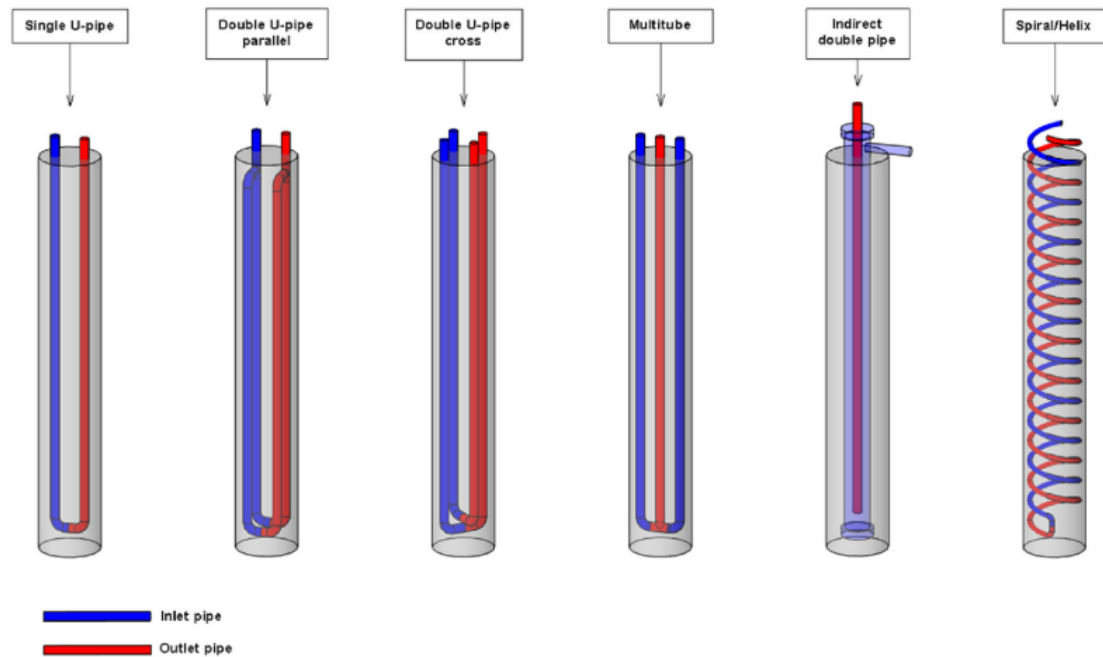 Single U-pipe
Double U-pipe
parallel
Double U-pipe
cross
Multitube
Indirect
double pipe
Spiral/Helix
Inlet pipe
Outlet pipe